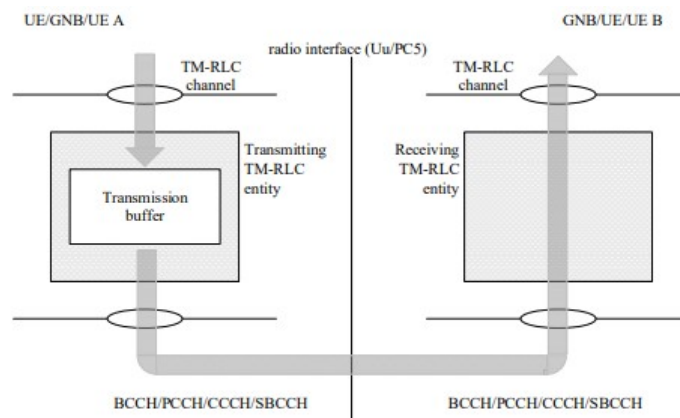 UE/GNB/UE A
GNB/UE/UE B
radio interface (Uu/PC5)
TM-RLC
channel
TM-RLC
channel
Transmitting
TM-RLC
entity
Receiving
TM-RLC
entity
Transmission
buffer
BCCH/PCCH/CCCH/SBCCH
BCCH/PCCH/CCCH/SBCCH